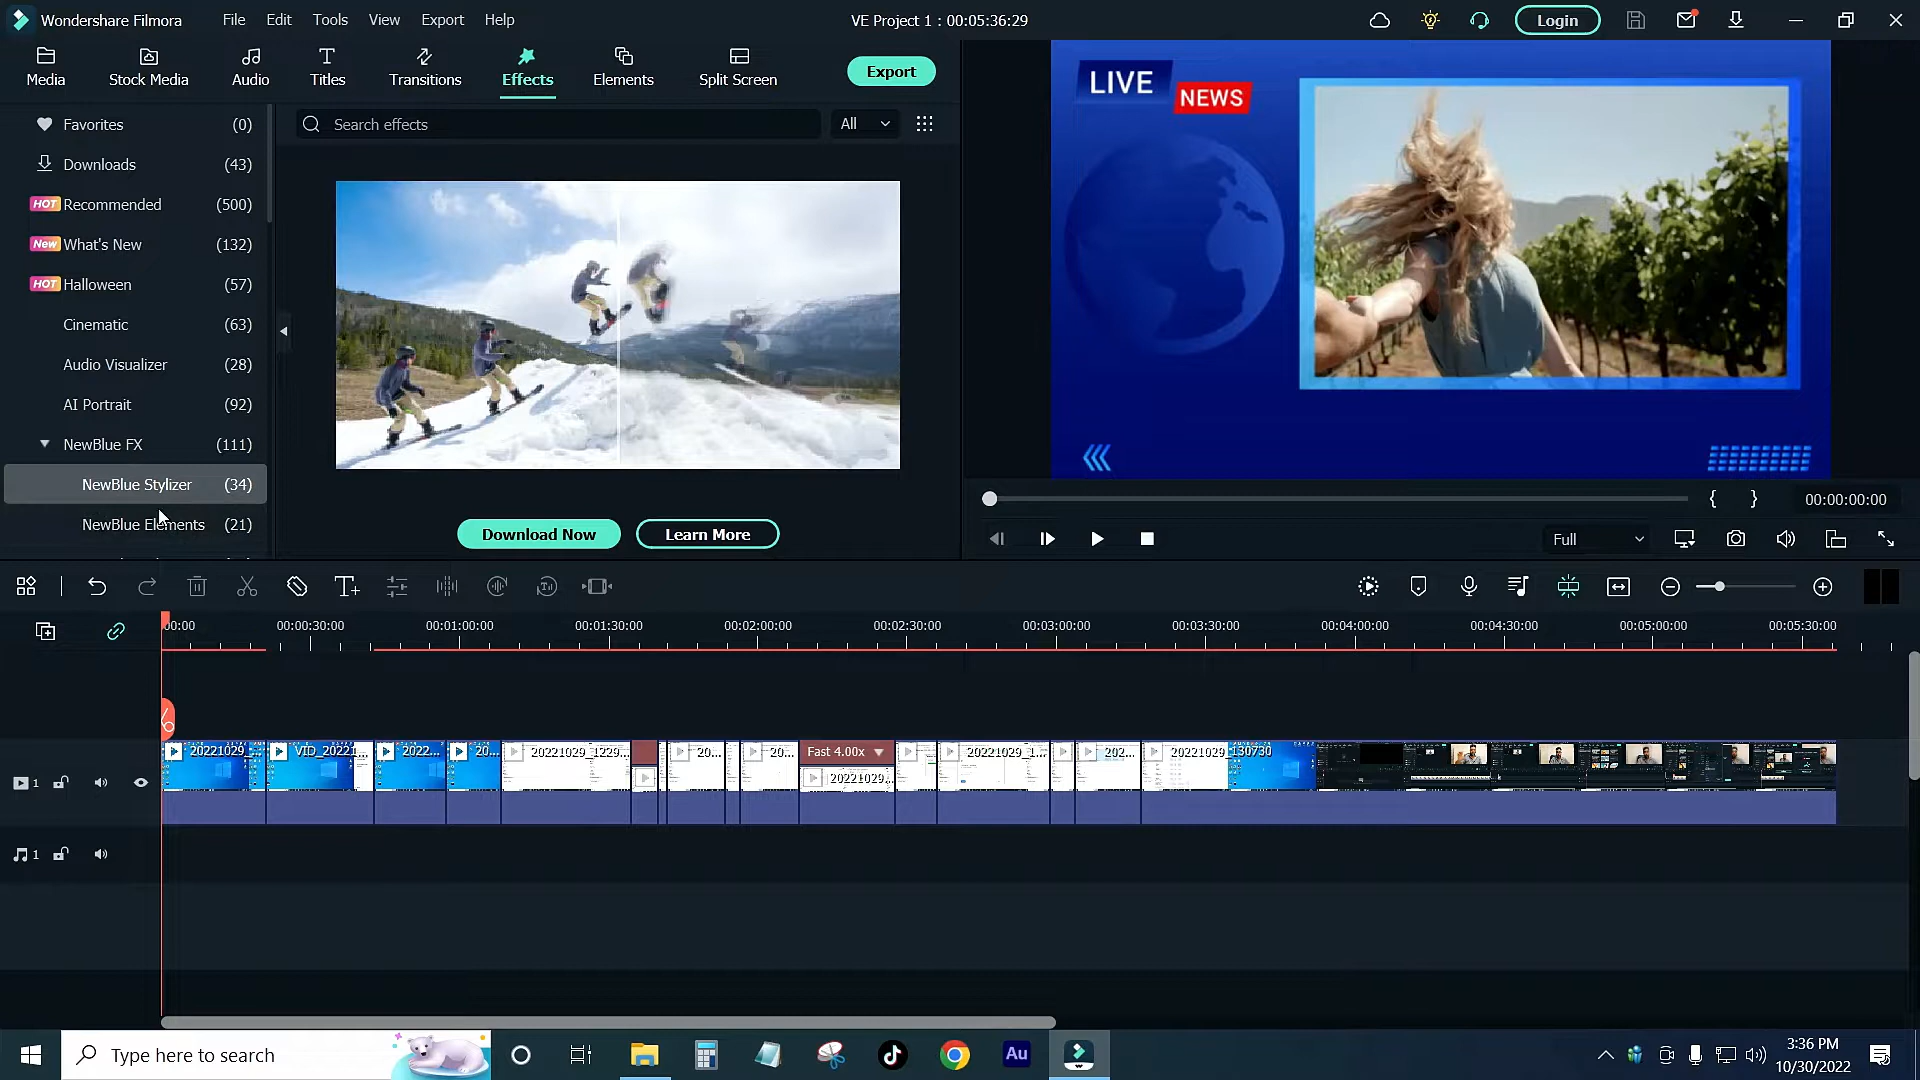 Wondershare Filmora
File Edit Tools View Export Help
VE Project 1 : 00:05:36:29
Login
Media Stock Media Audio Titles Transitions Effects Elements Split Screen
Export
Favorites (0)
Downloads (43)
HOT Recommended (500)
New What's New (132)
HOT Halloween (57)
Cinematic (63)
Audio Visualizer (28)
AI Portrait (92)
NewBlue FX (111)
NewBlue Stylizer (34)
NewBlue Elements (21)
Search effects
All
Download Now Learn More
LIVE
NEWS
{ } 00:00:00:00
Full
00:00 00:00:30:00 00:01:00:00 00:01:30:00 00:02:00:00 00:02:30:00 00:03:00:00 00:03:30:00 00:04:00:00 00:04:30:00 00:05:00:00 00:05:30:00
20221029_... VID_20221... 2022... 20... 20221029_1229... 20... 20... Fast 4.00x 20221029_1... 202... 20221029_130730
20221029...
1
1
Type here to search
Au
3:36 PM
10/30/2022